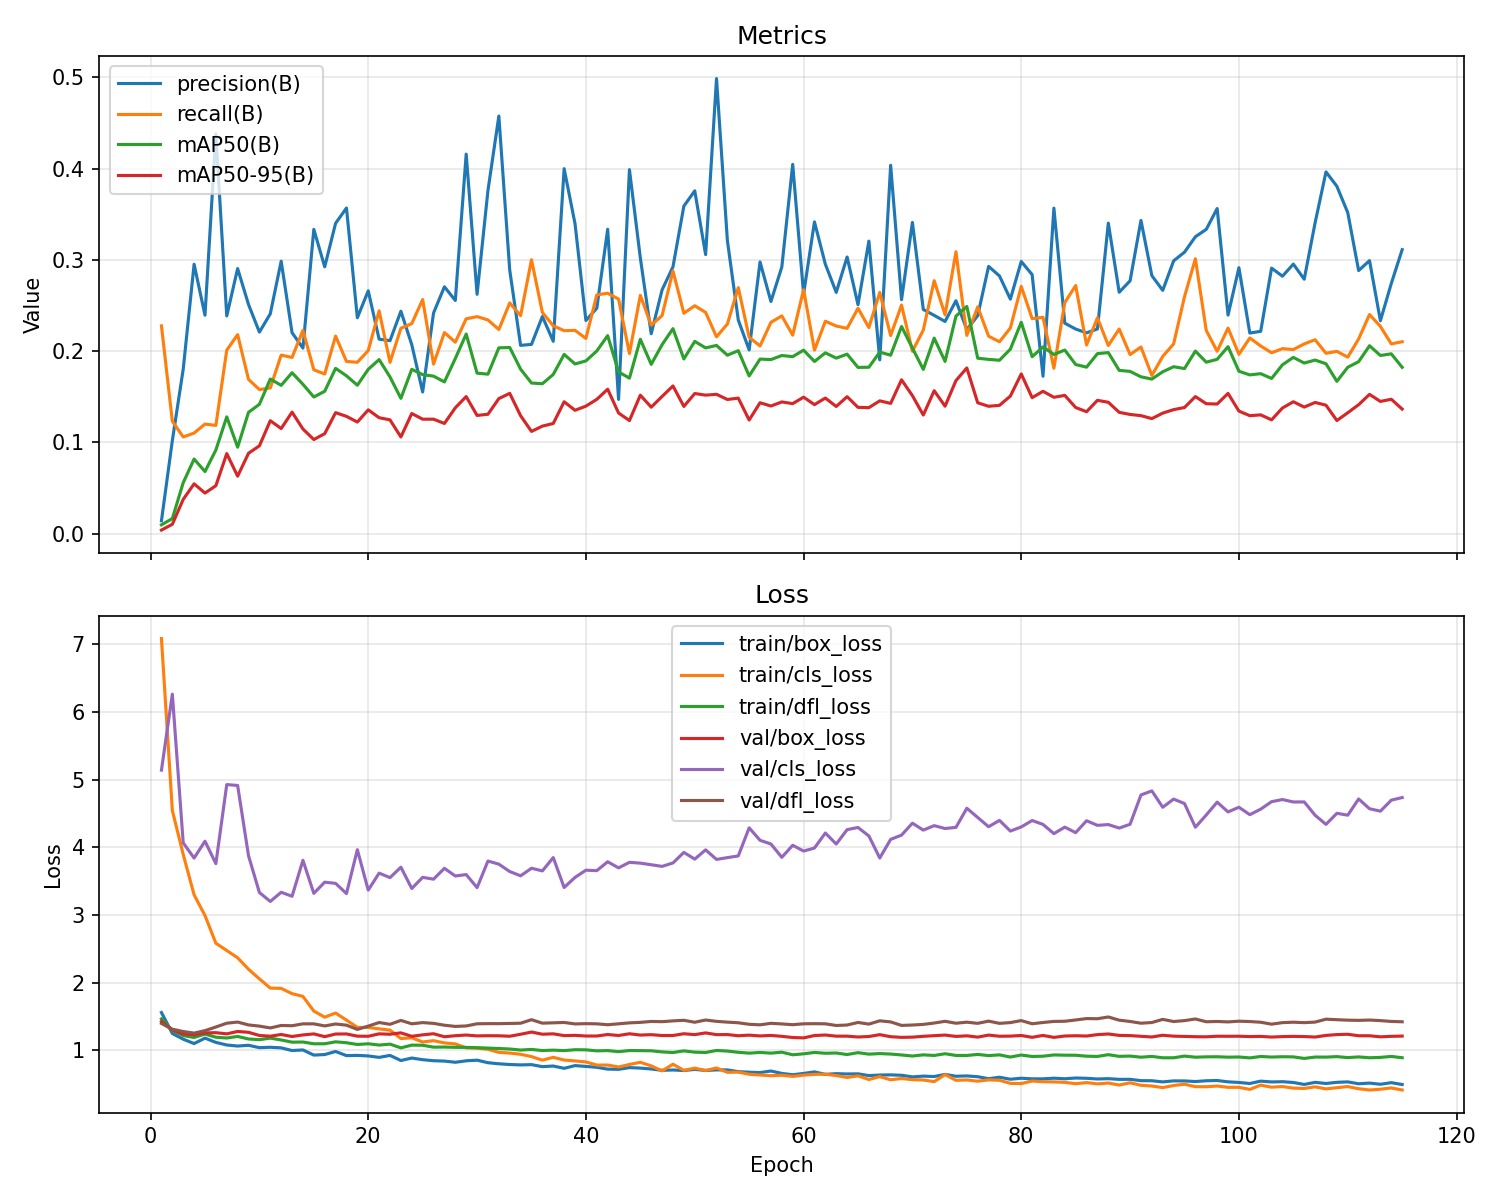 Metrics
precision(B)
recall(B)
mAP50(B)
mAP50-95(B)
Value
0.5
0.4
0.3
0.2
0.1
0.0
Loss
train/box_loss
train/cls_loss
train/dfl_loss
val/box_loss
val/cls_loss
val/dfl_loss
Loss
7
6
5
4
3
2
1
0 20 40 60 80 100 120
Epoch